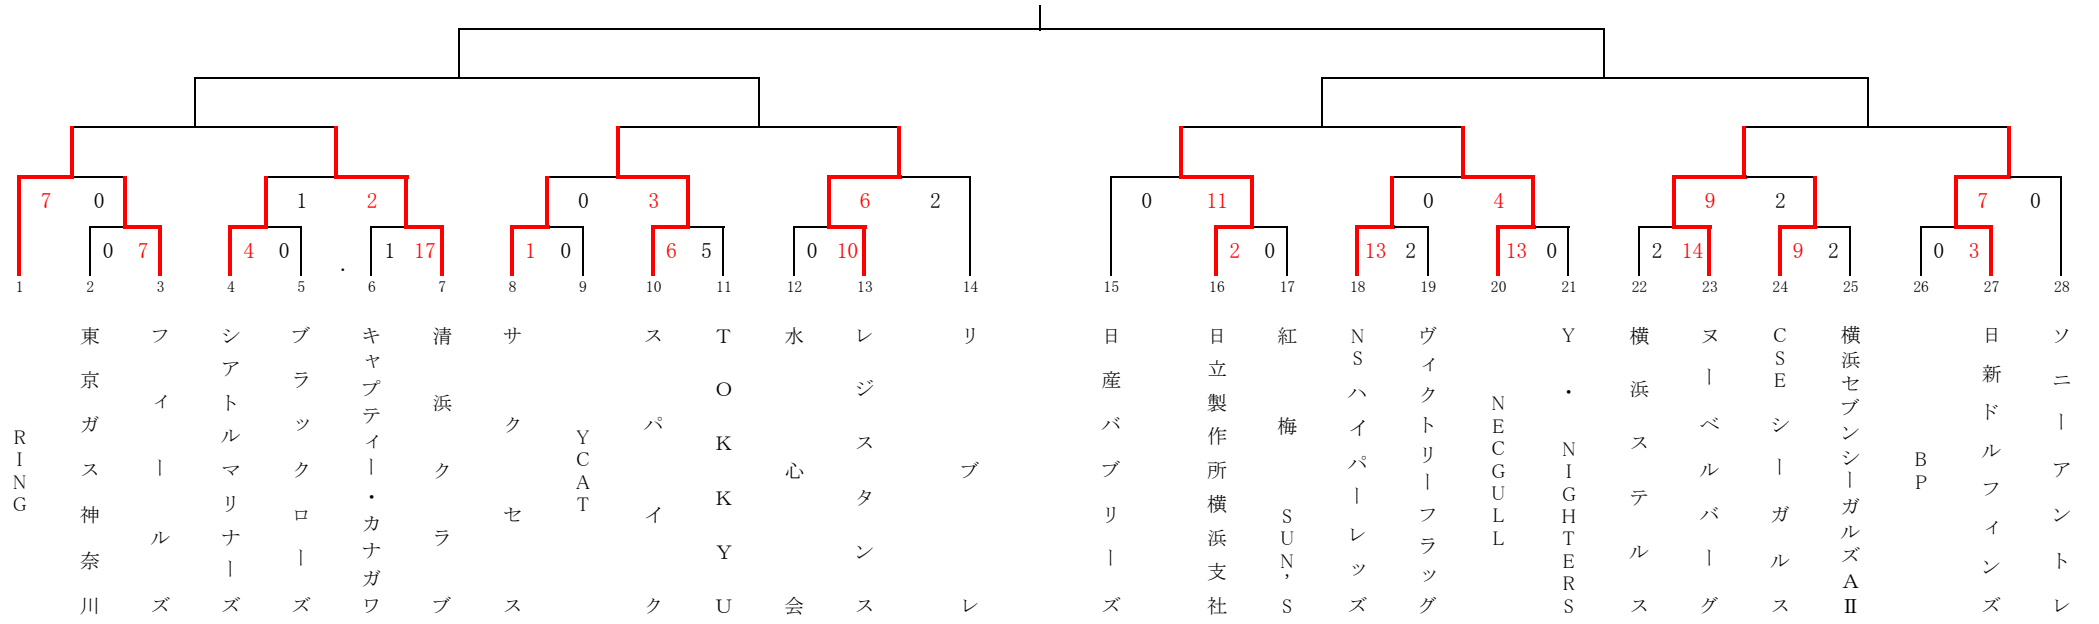 7 0 1 2 0 3 6 2 0 11 0 4 9 2 7 0
0 7 4 0 1 17 1 0 6 5 0 10 2 0 13 2 13 0 2 14 9 2 0 3
.
1 2 3 4 5 6 7 8 9 10 11 12 13 14 15 16 17 18 19 20 21 22 23 24 25 26 27 28
RING
東京ガス神奈川
フィールズ
シアトルマリナーズ
ブラックローズ
キャプティー・カナガワ
清浜クラブ
サクセス
YCAT
スパイク
TOKKYU
水心会
レジスタンス
リブレ
日産バブリーズ
日立製作所横浜支社
紅梅 SUN'S
NSハイパーレッズ
ヴィクトリーフラッグ
NECGULL
Y・NIGHTERS
横浜ステルス
ヌーベルバーグ
CSEシーガルス
横浜セブンシーガルズAⅡ
BP
日新ドルフィンズ
ソニーアントレ